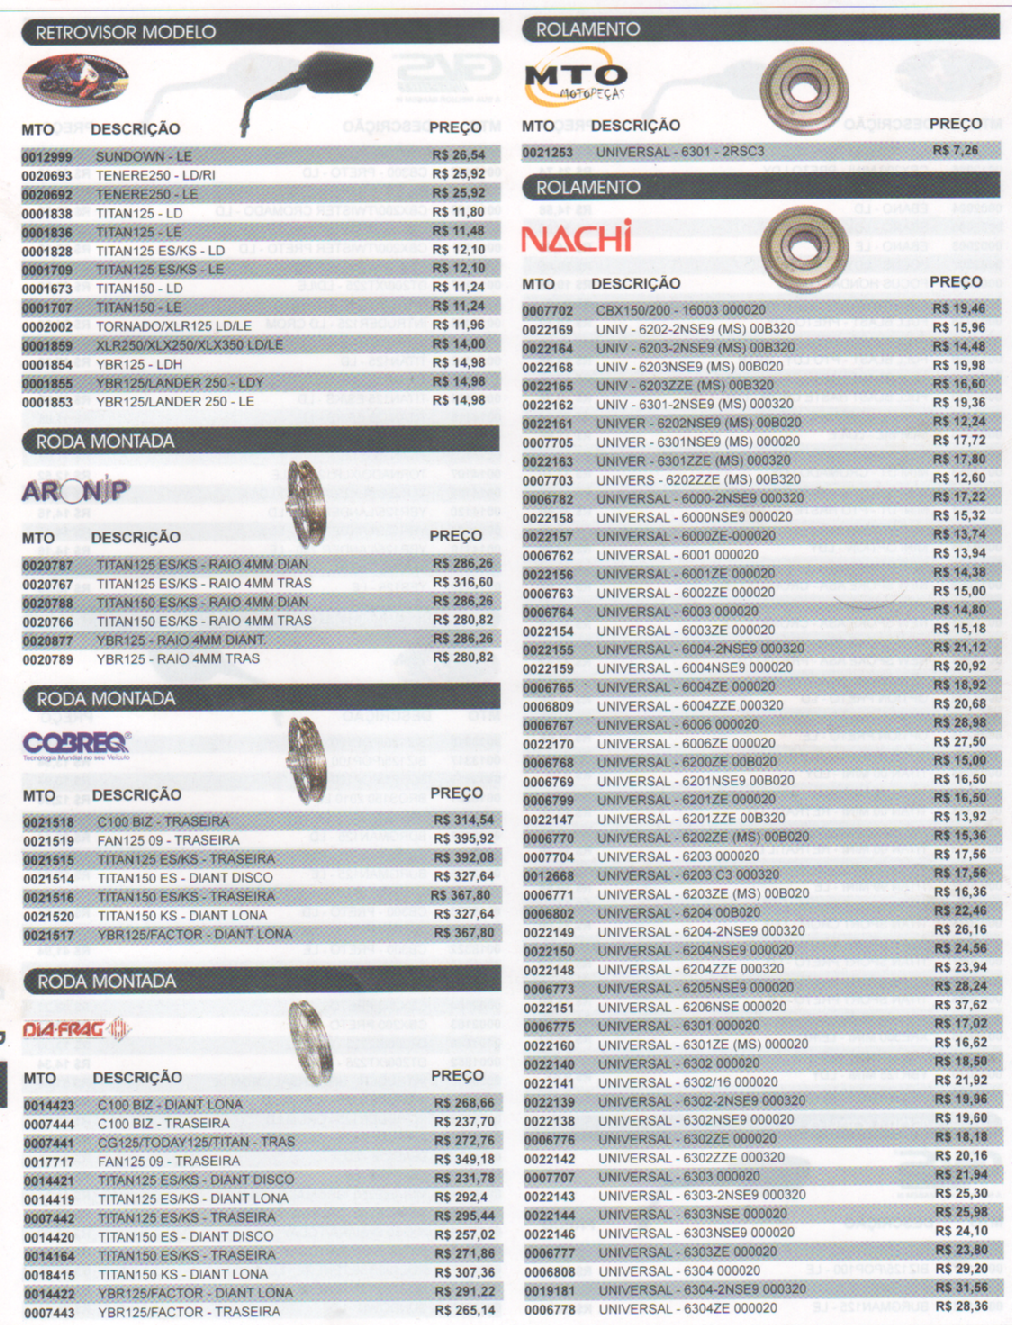 RETROVISOR MODELO
MTO DESCRIÇÃO PREÇO
0012999 SUNDOWN - LE R$ 26,54
0020693 TENERE250 - LD/RI R$ 25,92
0020692 TENERE250 - LE R$ 25,92
0001838 TITAN125 - LD R$ 11,80
0001836 TITAN125 - LE R$ 11,48
0001828 TITAN125 ES/KS - LD R$ 12,10
0001709 TITAN125 ES/KS - LE R$ 12,10
0001673 TITAN150 - LD R$ 11,24
0001707 TITAN150 - LE R$ 11,24
0002002 TORNADO/XLR125 LD/LE R$ 11,96
0001859 XLR250/XLX250/XLX350 LD/LE R$ 14,00
0001854 YBR125 - LDH R$ 14,98
0001855 YBR125/LANDER 250 - LDY R$ 14,98
0001853 YBR125/LANDER 250 - LE R$ 14,98
RODA MONTADA
ARONIP
MTO DESCRIÇÃO PREÇO
0020787 TITAN125 ES/KS - RAIO 4MM DIAN R$ 286,26
0020767 TITAN125 ES/KS - RAIO 4MM TRAS R$ 316,60
0020788 TITAN150 ES/KS - RAIO 4MM DIAN R$ 286,26
0020766 TITAN150 ES/KS - RAIO 4MM TRAS R$ 280,82
0020877 YBR125 - RAIO 4MM DIANT. R$ 286,26
0020789 YBR125 - RAIO 4MM TRAS R$ 280,82
RODA MONTADA
COBREQ
Tecnologia Mundial no seu Veículo
MTO DESCRIÇÃO PREÇO
0021518 C100 BIZ - TRASEIRA R$ 314,54
0021519 FAN125 09 - TRASEIRA R$ 395,92
0021515 TITAN125 ES/KS - TRASEIRA R$ 392,08
0021514 TITAN150 ES - DIANT DISCO R$ 327,64
0021516 TITAN150 ES/KS - TRASEIRA R$ 367,80
0021520 TITAN150 KS - DIANT LONA R$ 327,64
0021517 YBR125/FACTOR - DIANT LONA R$ 367,80
RODA MONTADA
DIA-FRAG
MTO DESCRIÇÃO PREÇO
0014423 C100 BIZ - DIANT LONA R$ 268,66
0007444 C100 BIZ - TRASEIRA R$ 237,70
0007441 CG125/TODAY125/TITAN - TRAS R$ 272,76
0017717 FAN125 09 - TRASEIRA R$ 349,18
0014421 TITAN125 ES/KS - DIANT DISCO R$ 231,78
0014419 TITAN125 ES/KS - DIANT LONA R$ 292,4
0007442 TITAN125 ES/KS - TRASEIRA R$ 295,44
0014420 TITAN150 ES - DIANT DISCO R$ 257,02
0014164 TITAN150 ES/KS - TRASEIRA R$ 271,86
0018415 TITAN150 KS - DIANT LONA R$ 307,36
0014422 YBR125/FACTOR - DIANT LONA R$ 291,22
0007443 YBR125/FACTOR - TRASEIRA R$ 265,14
ROLAMENTO
MTO
MOTOPEÇAS
MTO DESCRIÇÃO PREÇO
0021253 UNIVERSAL - 6301 - 2RSC3 R$ 7,26
ROLAMENTO
NACHI
MTO DESCRIÇÃO PREÇO
0007702 CBX150/200 - 16003 000020 R$ 19,46
0022169 UNIV - 6202-2NSE9 (MS) 00B320 R$ 15,96
0022164 UNIV - 6203-2NSE9 (MS) 00B320 R$ 14,48
0022168 UNIV - 6203NSE9 (MS) 00B020 R$ 19,98
0022165 UNIV - 6203ZZE (MS) 00B320 R$ 16,60
0022162 UNIV - 6301-2NSE9 (MS) 000320 R$ 19,36
0022161 UNIVER - 6202NSE9 (MS) 00B020 R$ 12,24
0007705 UNIVER - 6301NSE9 (MS) 000020 R$ 17,72
0022163 UNIVER - 6301ZZE (MS) 000320 R$ 17,80
0007703 UNIVERS - 6202ZZE (MS) 00B320 R$ 12,60
0006782 UNIVERSAL - 6000-2NSE9 000320 R$ 17,22
0022158 UNIVERSAL - 6000NSE9 000020 R$ 15,32
0022157 UNIVERSAL - 6000ZE-000020 R$ 13,74
0006762 UNIVERSAL - 6001 000020 R$ 13,94
0022156 UNIVERSAL - 6001ZE 000020 R$ 14,38
0006763 UNIVERSAL - 6002ZE 000020 R$ 15,00
0006764 UNIVERSAL - 6003 000020 R$ 14,80
0022154 UNIVERSAL - 6003ZE 000020 R$ 15,18
0022155 UNIVERSAL - 6004-2NSE9 000320 R$ 21,12
0022159 UNIVERSAL - 6004NSE9 000020 R$ 20,92
0006765 UNIVERSAL - 6004ZE 000020 R$ 18,92
0006809 UNIVERSAL - 6004ZZE 000320 R$ 20,68
0006767 UNIVERSAL - 6006 000020 R$ 28,98
0022170 UNIVERSAL - 6006ZE 000020 R$ 27,50
0006768 UNIVERSAL - 6200ZE 00B020 R$ 15,00
0006769 UNIVERSAL - 6201NSE9 00B020 R$ 16,50
0006799 UNIVERSAL - 6201ZE 000020 R$ 16,50
0022147 UNIVERSAL - 6201ZZE 00B320 R$ 13,92
0006770 UNIVERSAL - 6202ZE (MS) 00B020 R$ 15,36
0007704 UNIVERSAL - 6203 000020 R$ 17,56
0012668 UNIVERSAL - 6203 C3 000320 R$ 17,56
0006771 UNIVERSAL - 6203ZE (MS) 00B020 R$ 16,36
0006802 UNIVERSAL - 6204 00B020 R$ 22,46
0022149 UNIVERSAL - 6204-2NSE9 000320 R$ 26,16
0022150 UNIVERSAL - 6204NSE9 000020 R$ 24,56
0022148 UNIVERSAL - 6204ZZE 000320 R$ 23,94
0006773 UNIVERSAL - 6205NSE9 000020 R$ 28,24
0022151 UNIVERSAL - 6206NSE 000020 R$ 37,62
0006775 UNIVERSAL - 6301 000020 R$ 17,02
0022160 UNIVERSAL - 6301ZE (MS) 000020 R$ 16,62
0022140 UNIVERSAL - 6302 000020 R$ 18,50
0022141 UNIVERSAL - 6302/16 000020 R$ 21,92
0022139 UNIVERSAL - 6302-2NSE9 000320 R$ 19,96
0022138 UNIVERSAL - 6302NSE9 000020 R$ 19,60
0006776 UNIVERSAL - 6302ZE 000020 R$ 18,18
0022142 UNIVERSAL - 6302ZZE 000320 R$ 20,16
0007707 UNIVERSAL - 6303 000020 R$ 21,94
0022143 UNIVERSAL - 6303-2NSE9 000320 R$ 25,30
0022144 UNIVERSAL - 6303NSE 000020 R$ 25,98
0022146 UNIVERSAL - 6303NSE9 000020 R$ 24,10
0006777 UNIVERSAL - 6303ZE 000020 R$ 23,80
0006808 UNIVERSAL - 6304 000020 R$ 29,20
0019181 UNIVERSAL - 6304-2NSE9 000320 R$ 31,56
0006778 UNIVERSAL - 6304ZE 000020 R$ 28,36